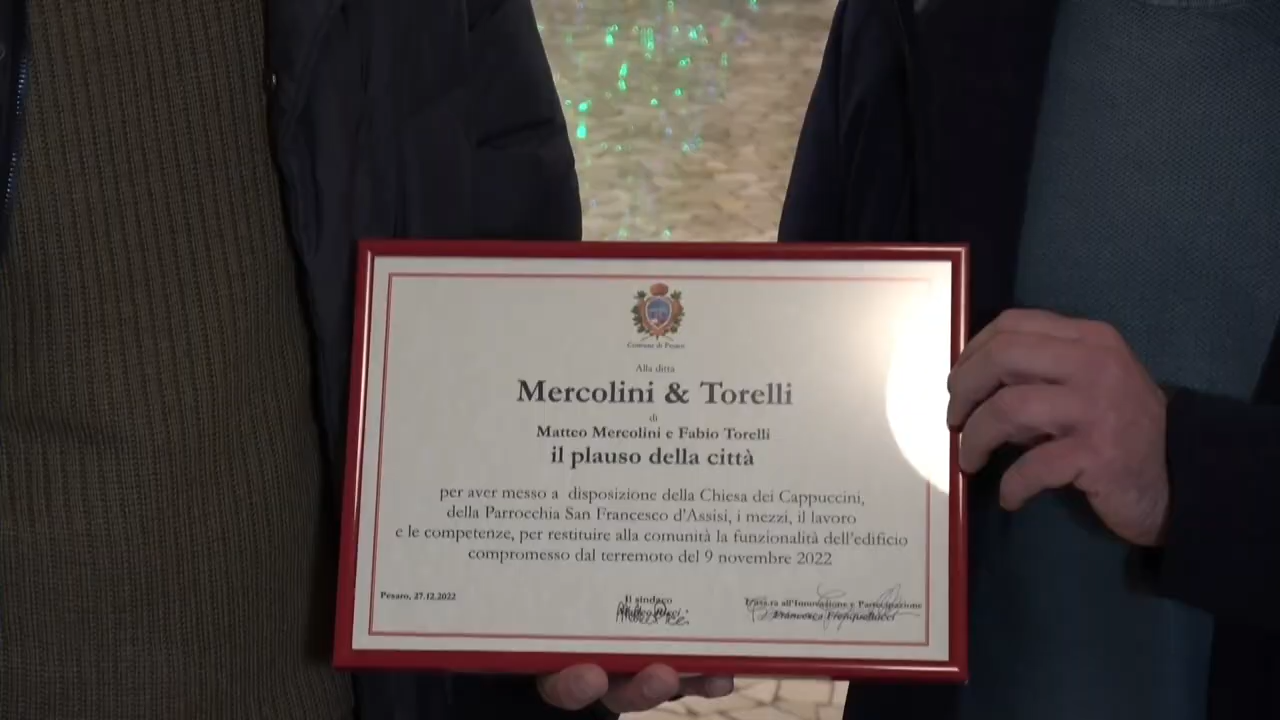 Comune di Pesaro
Alla ditta
Mercolini & Torelli
di
Matteo Mercolini e Fabio Torelli
il plauso della città
per aver messo a disposizione della Chiesa dei Cappuccini,
della Parrocchia San Francesco d'Assisi, i mezzi, il lavoro
e le competenze, per restituire alla comunità la funzionalità dell'edificio
compromesso dal terremoto del 9 novembre 2022
Pesaro, 27.12.2022
Il sindaco
all'Innovazione e Partecipazione
Matteo Ricci
Francesca Frenquellucci